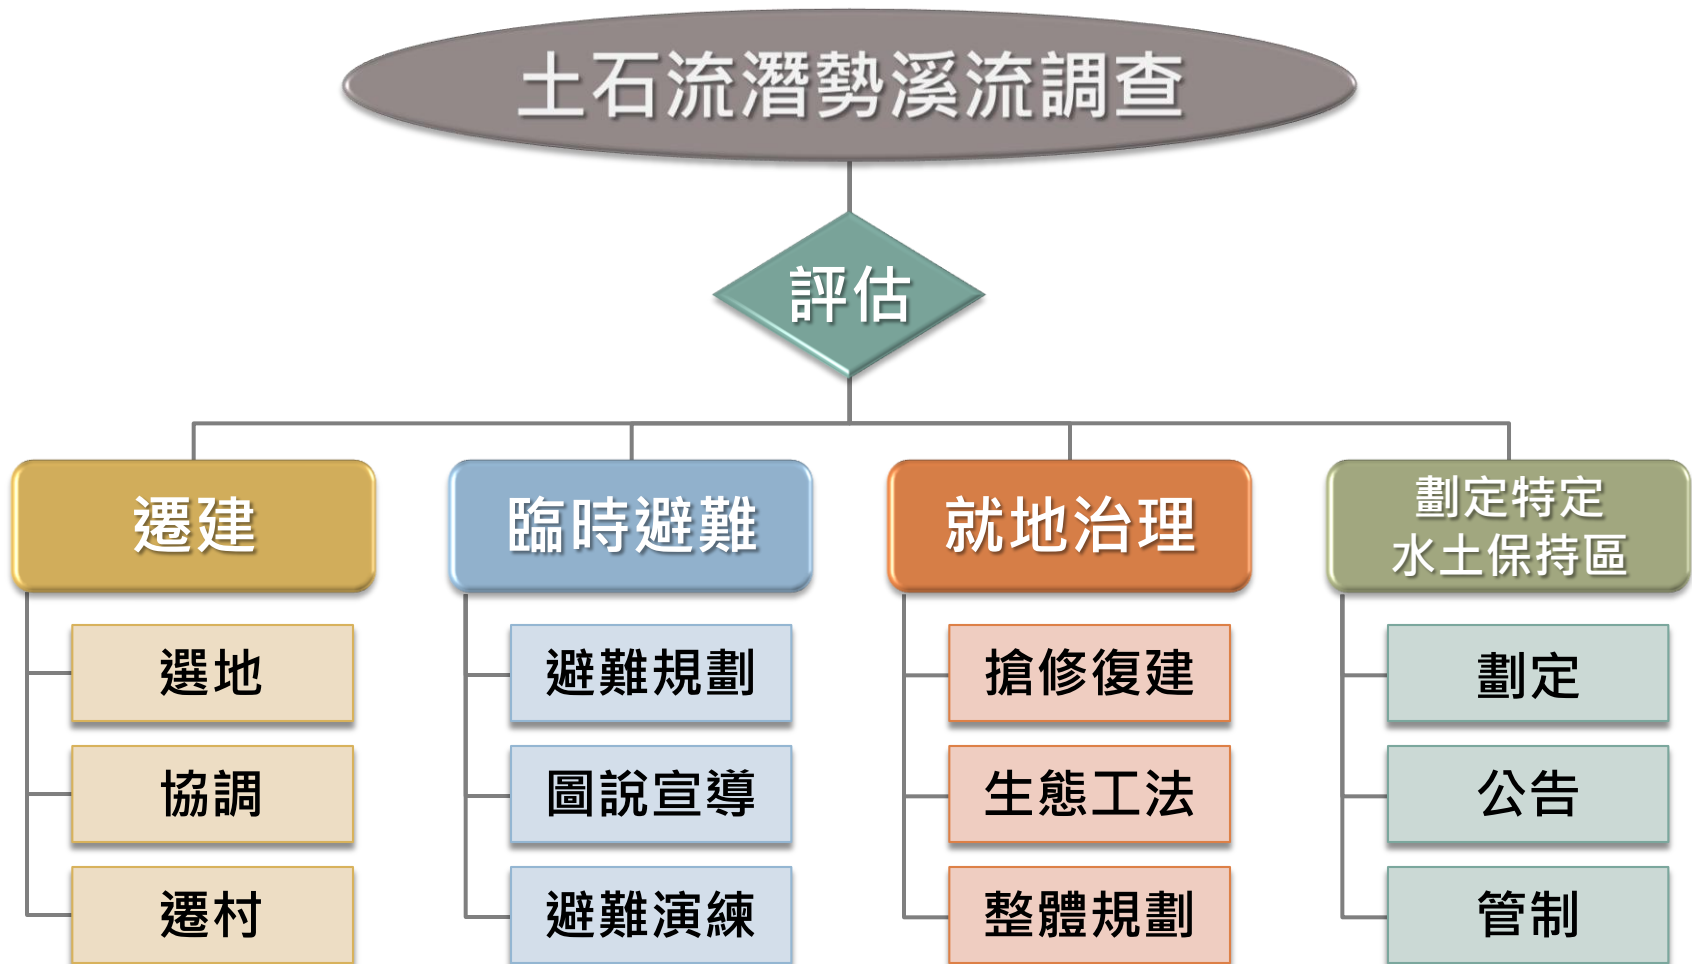 土石流潛勢溪流調查
評估
遷建
選地
協調
遷村
臨時避難
避難規劃
圖說宣導
避難演練
就地治理
搶修復建
生態工法
整體規劃
劃定特定
水土保持區
劃定
公告
管制